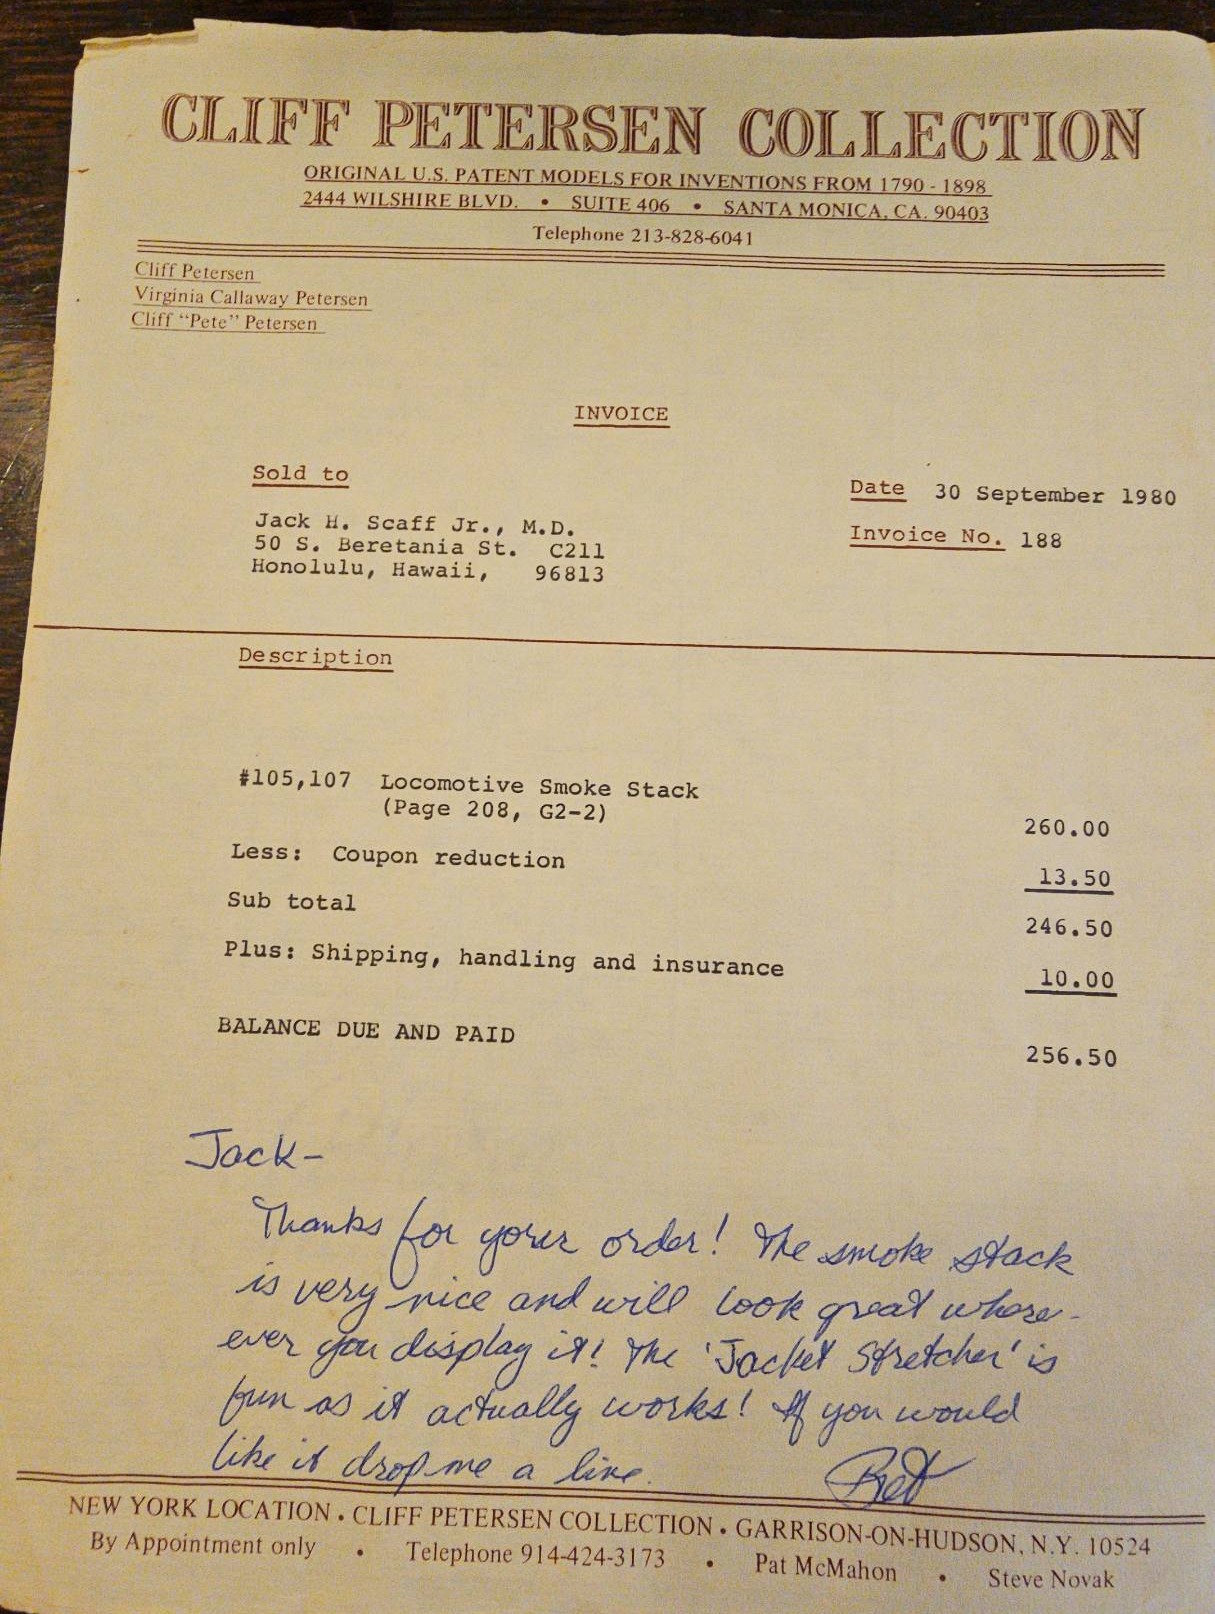 CLIFF PETERSEN COLLECTION
ORIGINAL U.S. PATENT MODELS FOR INVENTIONS FROM 1790 - 1898
2444 WILSHIRE BLVD. • SUITE 406 • SANTA MONICA, CA. 90403
Telephone 213-828-6041
Cliff Petersen
Virginia Callaway Petersen
Cliff “Pete” Petersen
INVOICE
Sold to
Date 30 September 1980
Jack H. Scaff Jr., M.D.
Invoice No. 188
50 S. Beretania St. C211
Honolulu, Hawaii, 96813
Description
#105,107 Locomotive Smoke Stack
(Page 208, G2-2)
260.00
Less: Coupon reduction
13.50
Sub total
246.50
Plus: Shipping, handling and insurance
10.00
BALANCE DUE AND PAID
256.50
Jack-
Thanks for your order! The smoke stack
is very nice and will look great where-
ever you display it! The 'Jacket Stretcher' is
fun as it actually works! If you would
like it drop me a line.
NEW YORK LOCATION • CLIFF PETERSEN COLLECTION • GARRISON-ON-HUDSON, N.Y. 10524
By Appointment only • Telephone 914-424-3173 • Pat McMahon • Steve Novak